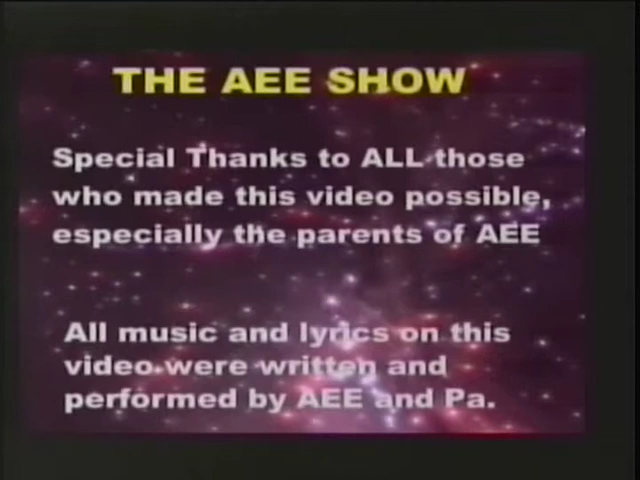 THE AEE SHOW
Special Thanks to ALL those
who made this video possible,
especially the parents of AEE
All music and lyrics on this
video were written and
performed by AEE and Pa.